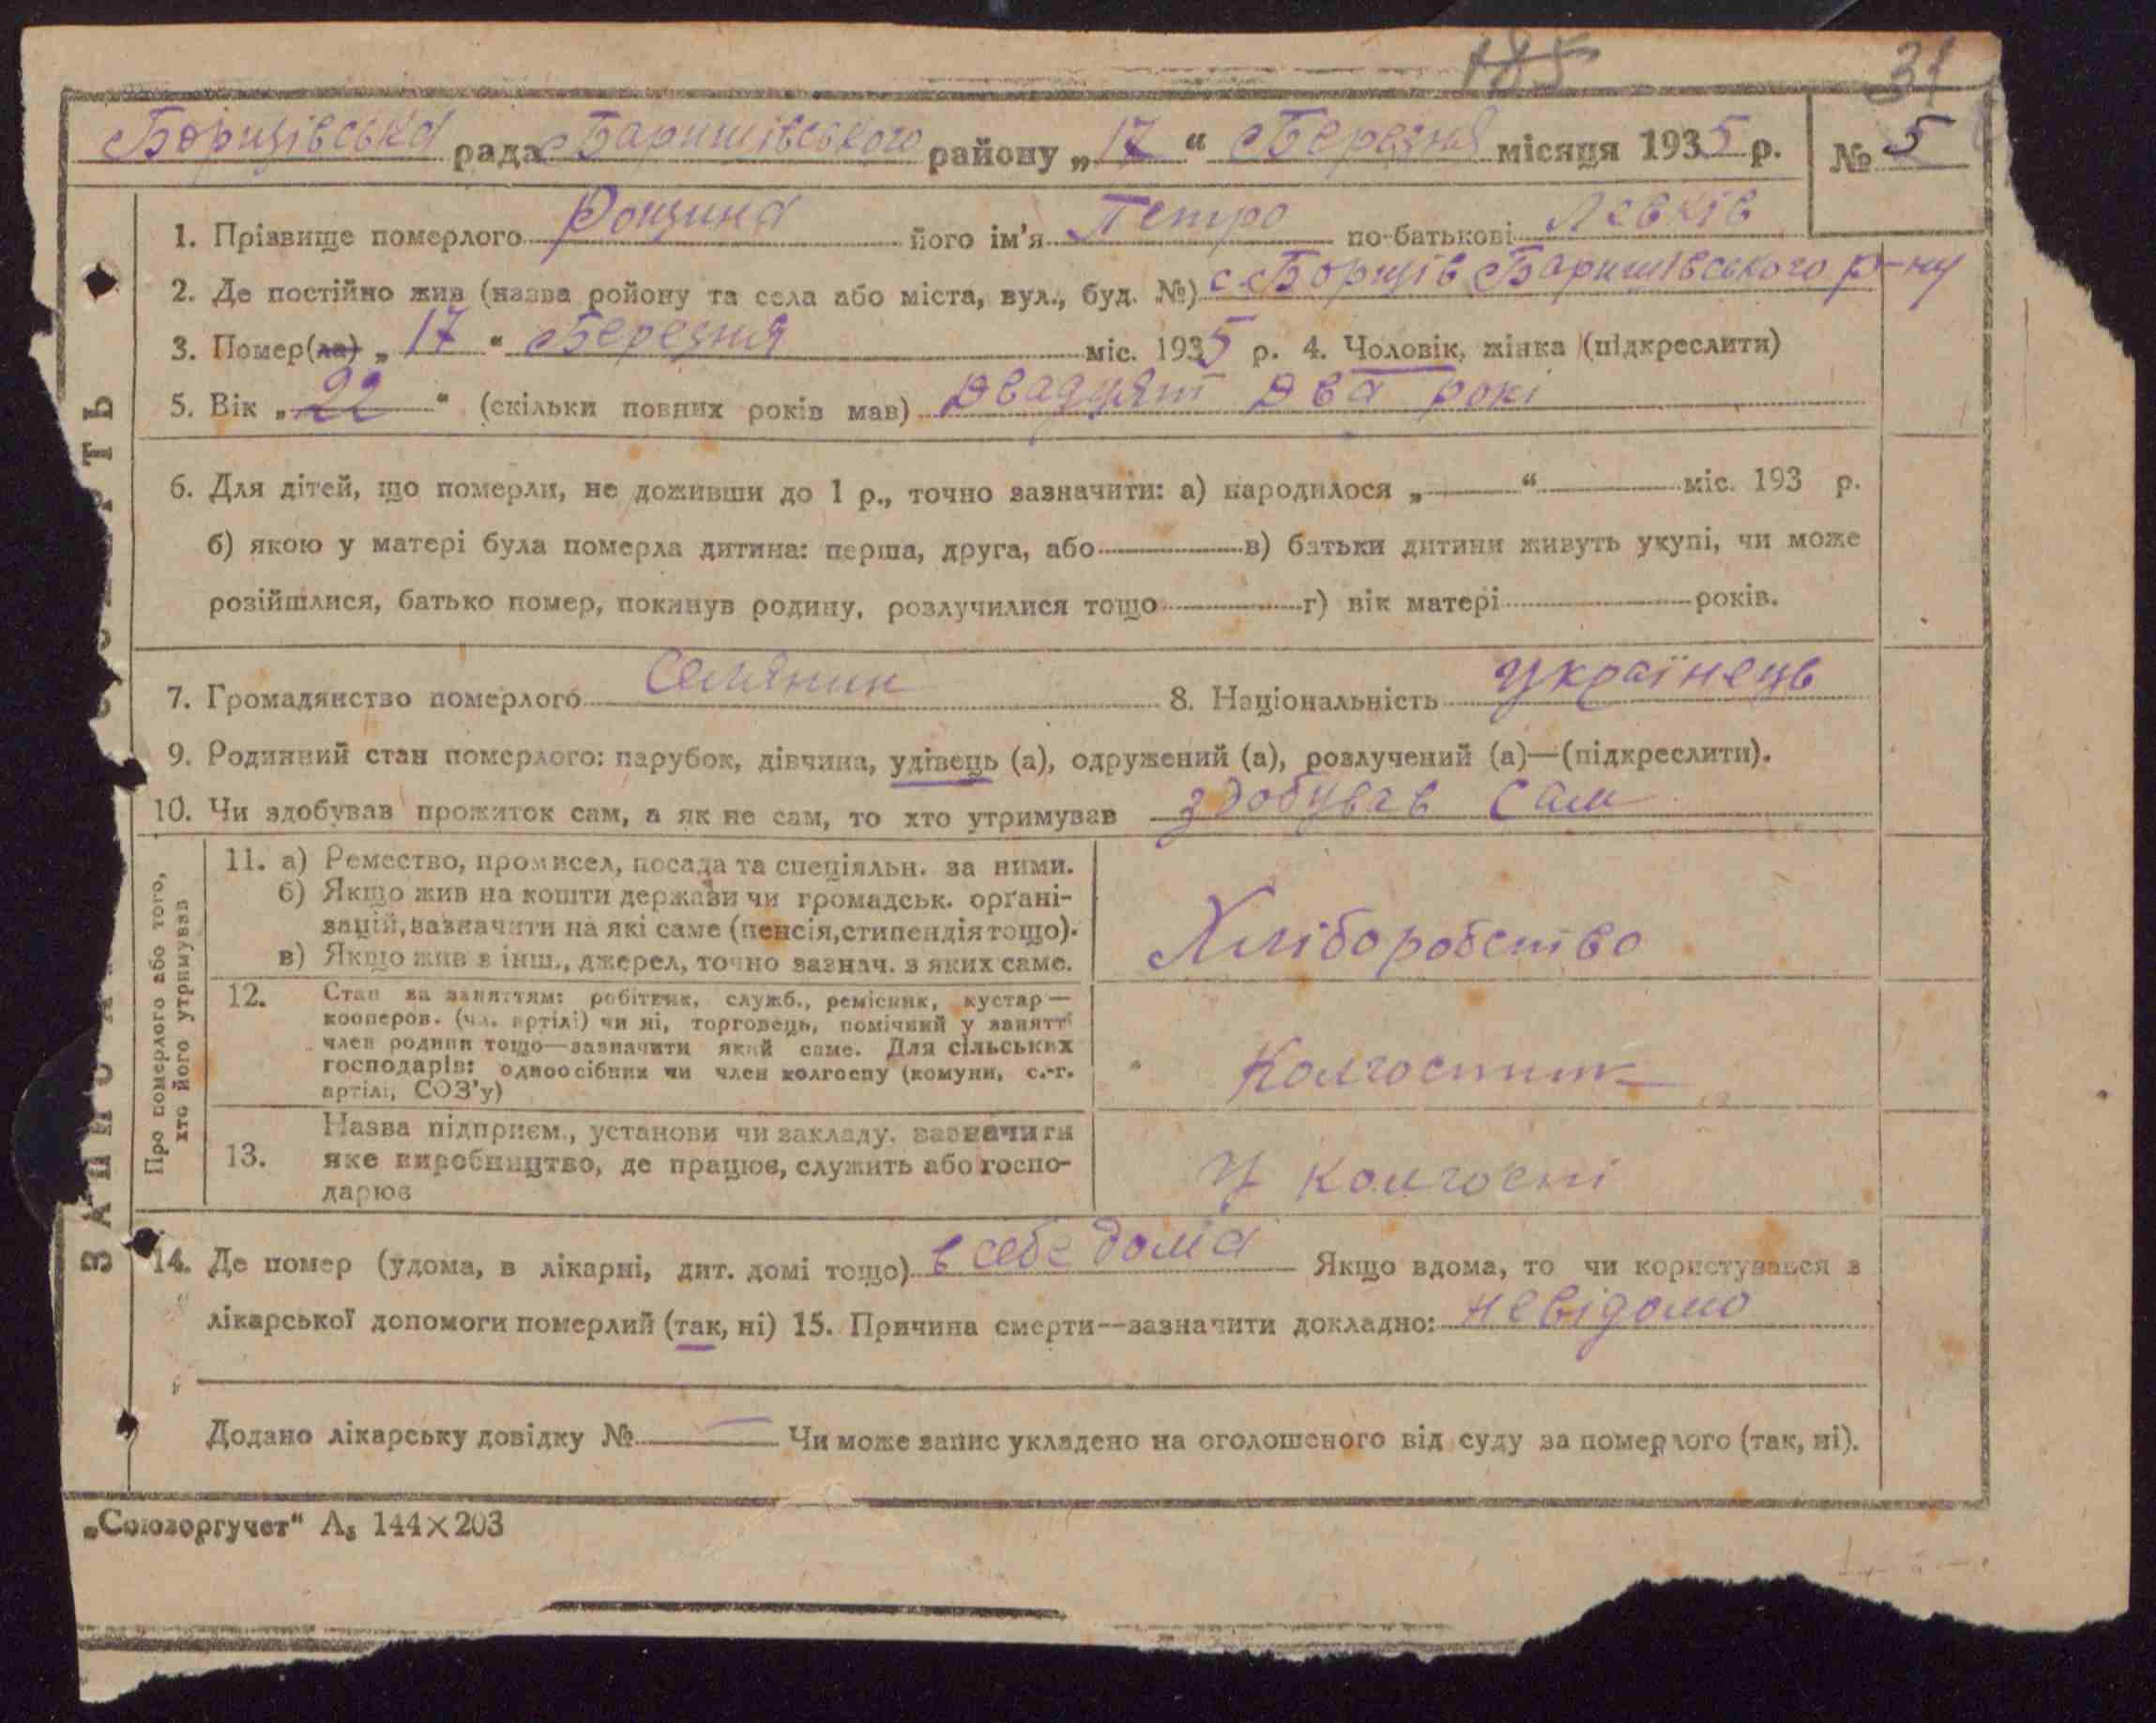 185 31
Борщівська рада Баришівського району „17“ Березня місяця 1935 р. № 5
1. Прізвище померлого Рощина його ім'я Петро по-батькові Левків
2. Де постійно жив (назва ройону та села або міста, вул., буд. №) с. Борщів Баришівського р-ну
3. Помер(ла) „17“ Березня міс. 1935 р. 4. Чоловік, жінка (підкреслити)
5. Вік „22“ (скільки повних років мав) Двадцят два рокі
6. Для дітей, що померли, не доживши до 1 р., точно зазначити: а) народилося „ “ міс. 193 р.
б) якою у матері була померла дитина: перша, друга, або в) батьки дитини живуть укупі, чи може
розійшлися, батько помер, покинув родину, розлучилися тощо г) вік матері років.
7. Громадянство померлого Селянин 8. Національність Українець
9. Родинний стан померлого: парубок, дівчина, удівець (а), одружений (а), розлучений (а)—(підкреслити).
10. Чи здобував прожиток сам, а як не сам, то хто утримував здобував сам
Про померлого або того,
хто його утримував
11. а) Ремество, промисел, посада та спеціяльн. за ними.
б) Якщо жив на кошти держави чи громадськ. орґані-
зацій, зазначити на які саме (пенсія, стипендія тощо).
в) Якщо жив з інш., джерел, точно зазнач. з яких саме.
Хліборобство
12. Стан за заняттям: робітник, служб., ремісник, кустар—
кооперов. (чл. артілі) чи ні, торговець, помічний у занятті
член родини тощо—зазначити який саме. Для сільських
господарів: одноосібник чи член колгоспу (комуни, с.-г.
артілі, СОЗ'у)
Колгоспник
13. Назва підприєм., установи чи закладу, зазначити
яке виробництво, де працює, служить або госпо-
дарює
У колгоспі
14. Де помер (удома, в лікарні, дит. домі тощо) в себе дома Якщо вдома, то чи користувався з
лікарської допомоги померлий (так, ні) 15. Причина смерти—зазначити докладно: невідомо
Додано лікарську довідку № — Чи може запис укладено на оголошеного від суду за померлого (так, ні).
„Союзоргучет“ А₅ 144×203